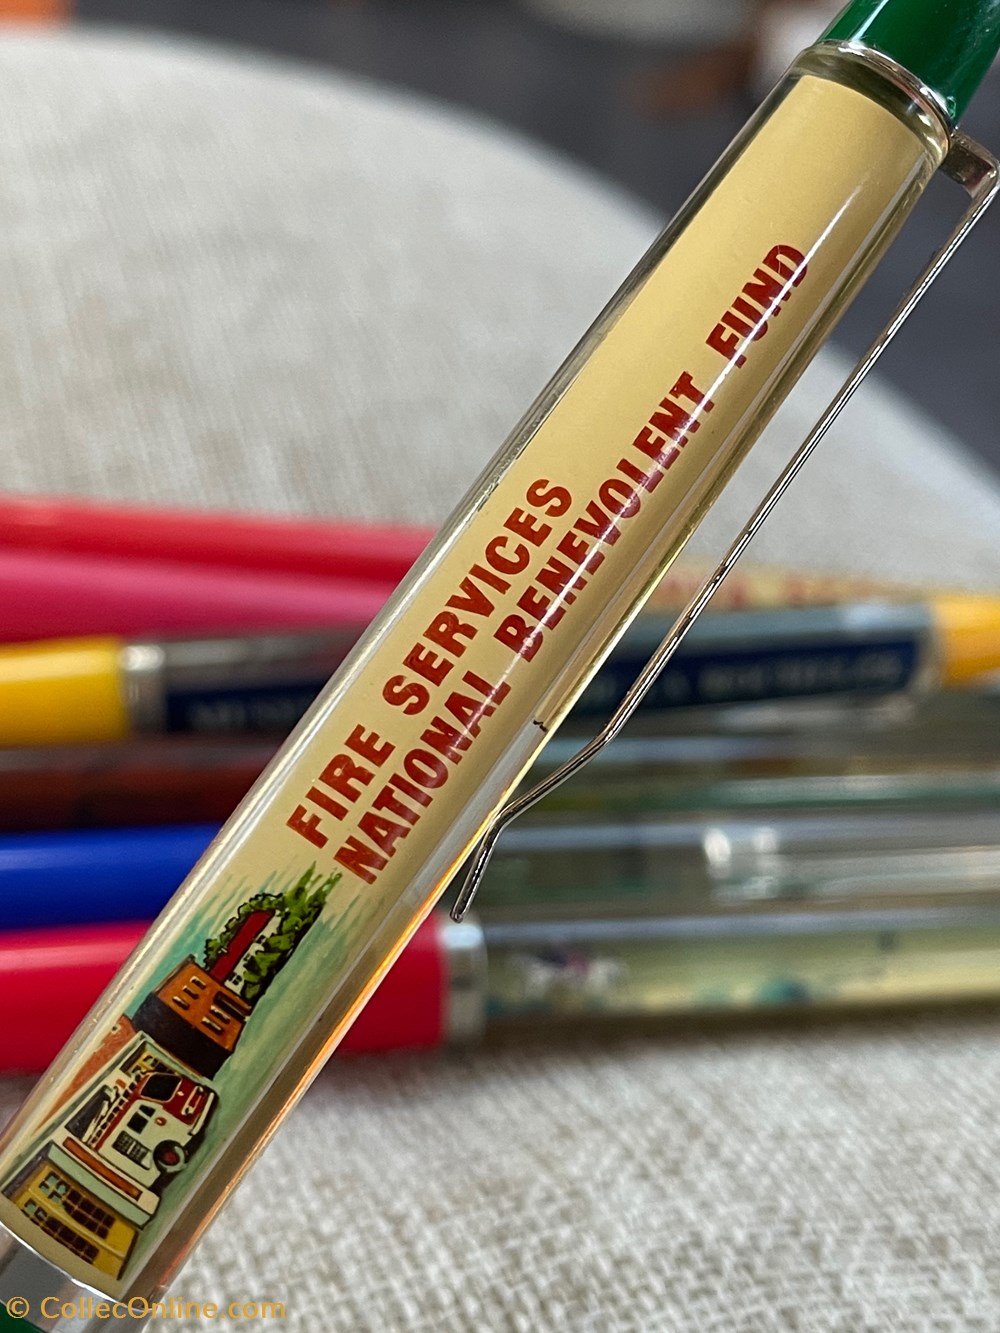 FIRE SERVICES
NATIONAL BENEVOLENT FUND
© CollecOnline.com